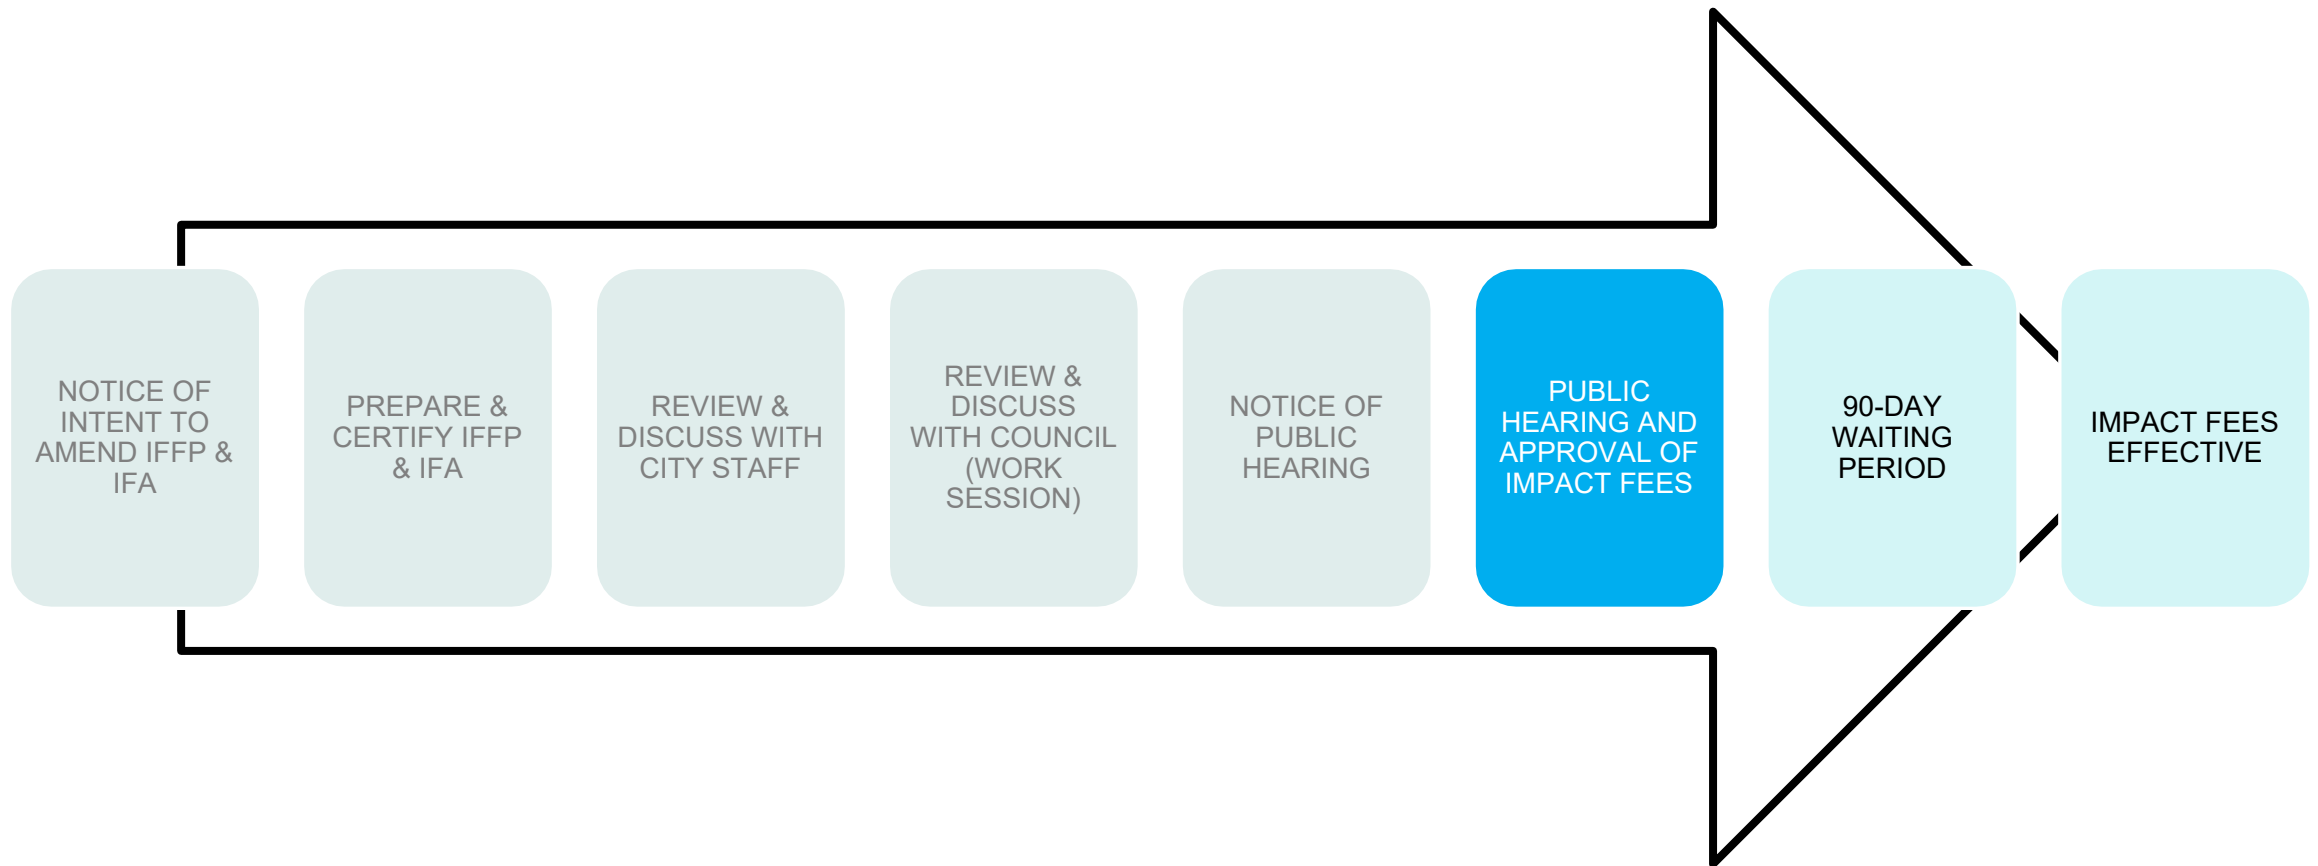 NOTICE OF
INTENT TO
AMEND IFFP &
IFA
PREPARE &
CERTIFY IFFP
& IFA
REVIEW &
DISCUSS WITH
CITY STAFF
REVIEW &
DISCUSS
WITH COUNCIL
(WORK
SESSION)
NOTICE OF
PUBLIC
HEARING
PUBLIC
HEARING AND
APPROVAL OF
IMPACT FEES
90-DAY
WAITING
PERIOD
IMPACT FEES
EFFECTIVE